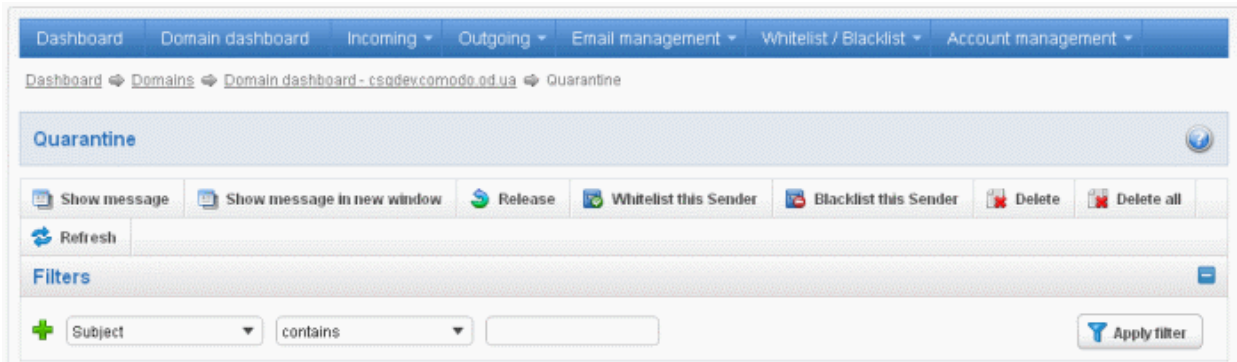 Dashboard Domain dashboard Incoming Outgoing Email management Whitelist / Blacklist Account management
Dashboard Domains Domain dashboard - csgdev.comodo.od.ua Quarantine
Quarantine
Show message Show message in new window Release Whitelist this Sender Blacklist this Sender Delete Delete all
Refresh
Filters
Subject contains Apply filter